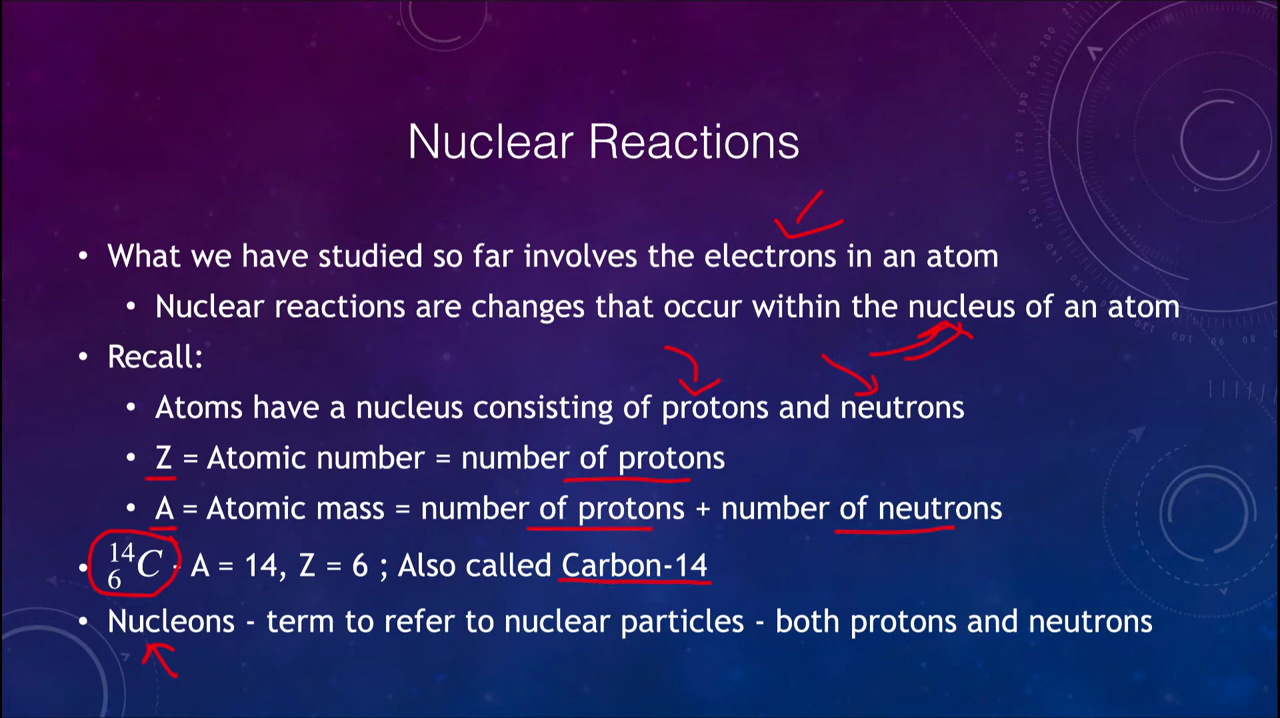 Nuclear Reactions
• What we have studied so far involves the electrons in an atom
• Nuclear reactions are changes that occur within the nucleus of an atom
• Recall:
• Atoms have a nucleus consisting of protons and neutrons
• Z = Atomic number = number of protons
• A = Atomic mass = number of protons + number of neutrons
• ¹⁴₆C - A = 14, Z = 6 ; Also called Carbon-14
• Nucleons - term to refer to nuclear particles - both protons and neutrons